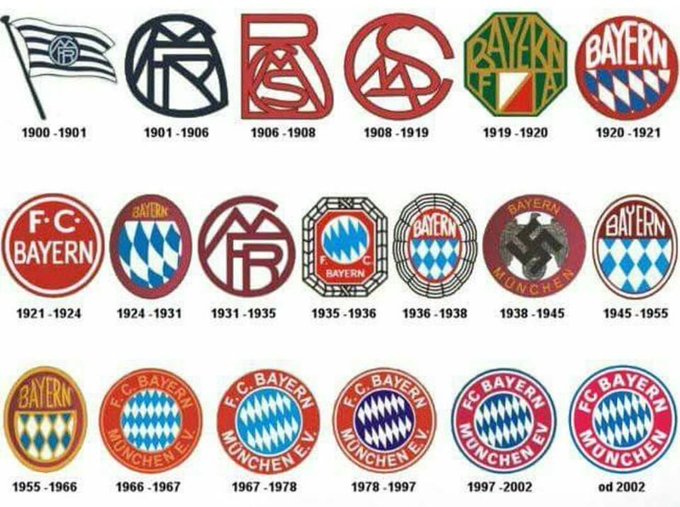 MFCB
1900 -1901
1901 -1906
1906 -1908
1908 -1919
BAYERN
F A
1919 -1920
BAYERN
1920 -1921
F·C·
BAYERN
1921 -1924
BAYERN
1924 -1931
1931 -1935
F. C.
BAYERN
1935 -1936
BAYERN
1936 -1938
BAYERN
MÜNCHEN
1938 -1945
BAYERN
1945 -1955
BAYERN
1955 -1966
F.C. BAYERN
MÜNCHEN E.V.
1966 -1967
F.C. BAYERN
MÜNCHEN E.V.
1967 -1978
F.C. BAYERN
MÜNCHEN E.V.
1978 -1997
FC BAYERN
MÜNCHEN EV
1997 -2002
FC BAYERN
MÜNCHEN
od 2002